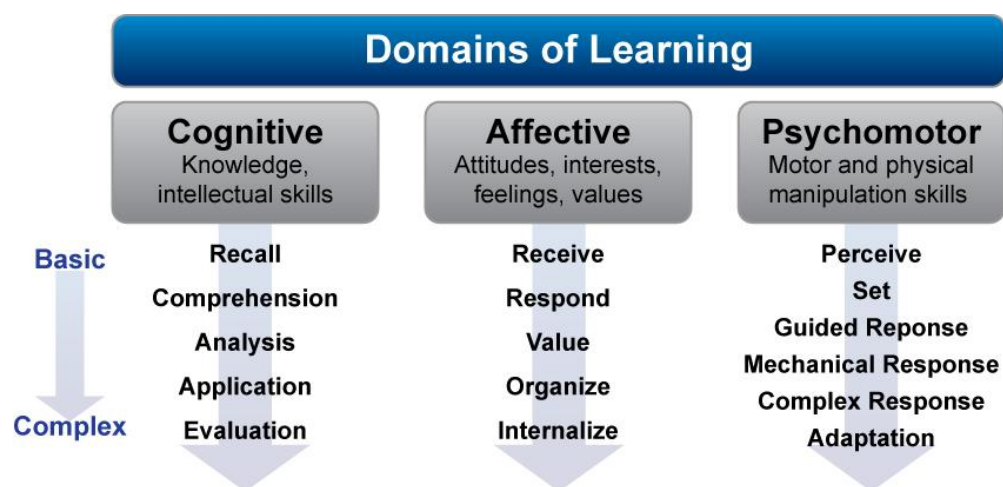 Domains of Learning
Cognitive
Knowledge,
intellectual skills
Affective
Attitudes, interests,
feelings, values
Psychomotor
Motor and physical
manipulation skills
Basic
Complex
Recall
Comprehension
Analysis
Application
Evaluation
Receive
Respond
Value
Organize
Internalize
Perceive
Set
Guided Reponse
Mechanical Response
Complex Response
Adaptation